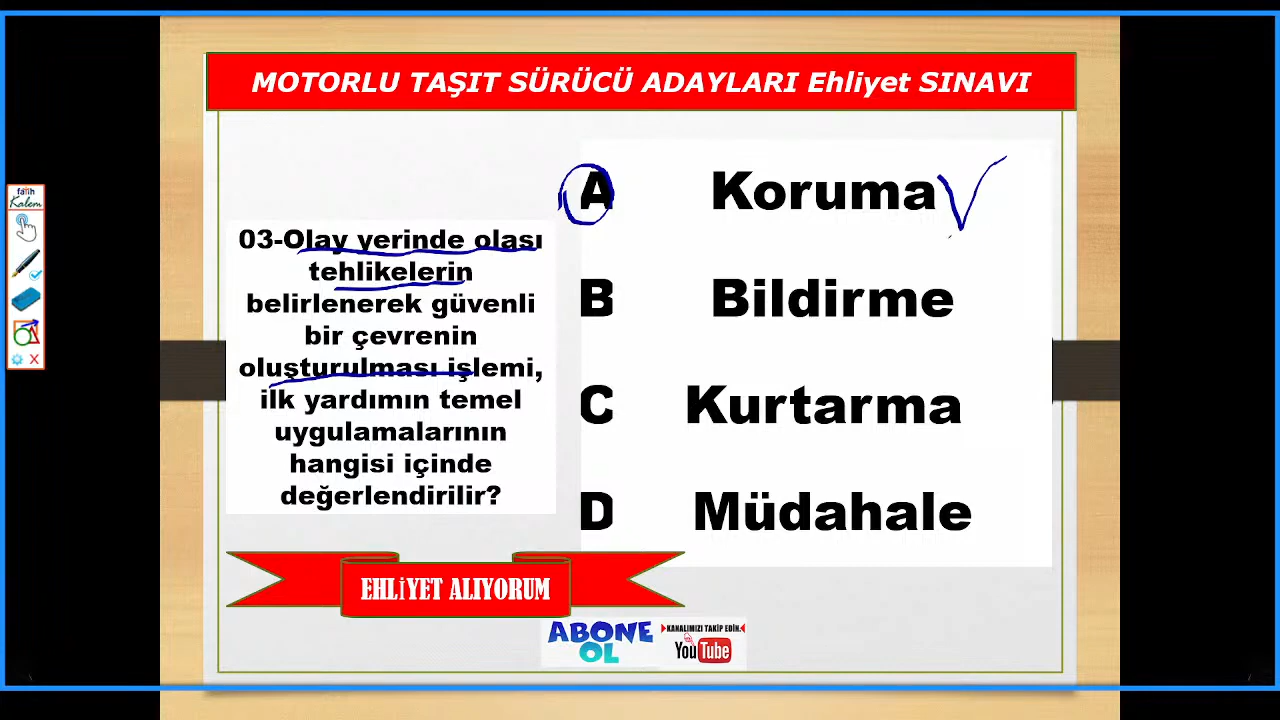 MOTORLU TAŞIT SÜRÜCÜ ADAYLARI Ehliyet SINAVI
fatih
Kalem
03-Olay yerinde olası
tehlikelerin
belirlenerek güvenli
bir çevrenin
oluşturulması işlemi,
ilk yardımın temel
uygulamalarının
hangisi içinde
değerlendirilir?
A Koruma
B Bildirme
C Kurtarma
D Müdahale
EHLİYET ALIYORUM
ABONE
OL
KANALIMIZI TAKİP EDİN.
YouTube